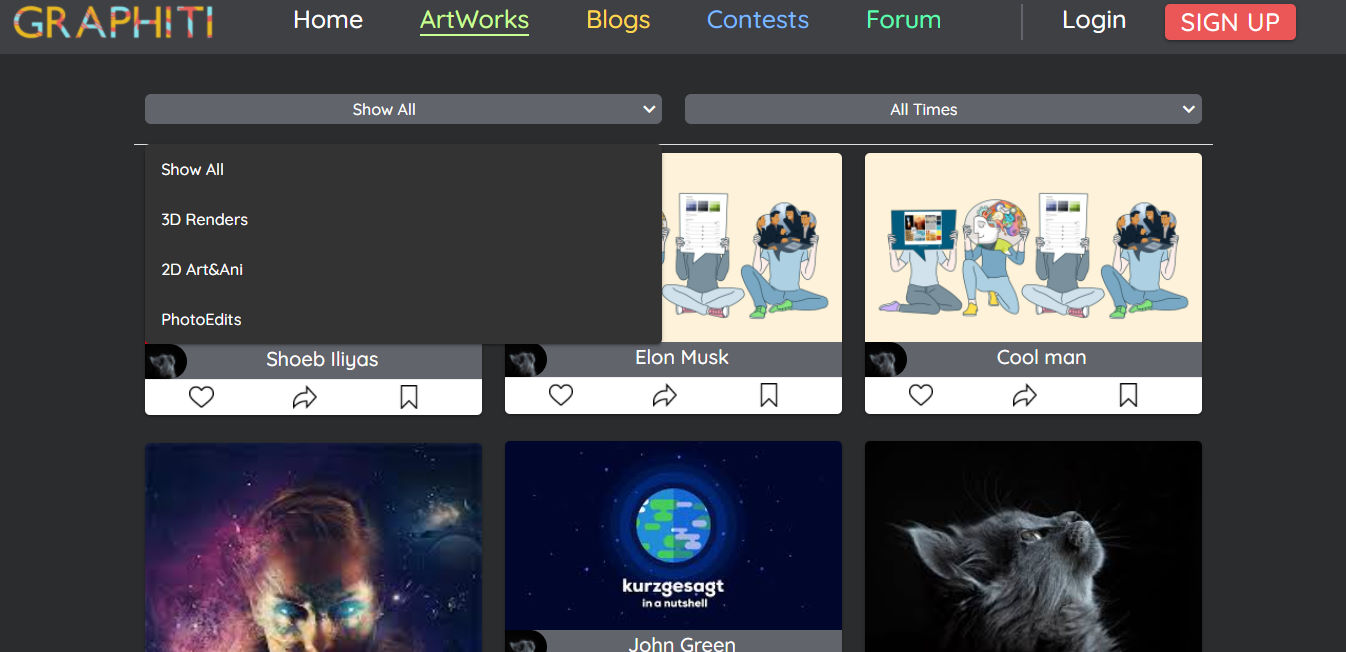 GRAPHITI Home ArtWorks Blogs Contests Forum Login SIGN UP
Show All All Times
Show All
3D Renders
2D Art&Ani
PhotoEdits
Shoeb Iliyas Elon Musk Cool man
kurzgesagt
in a nutshell
John Green